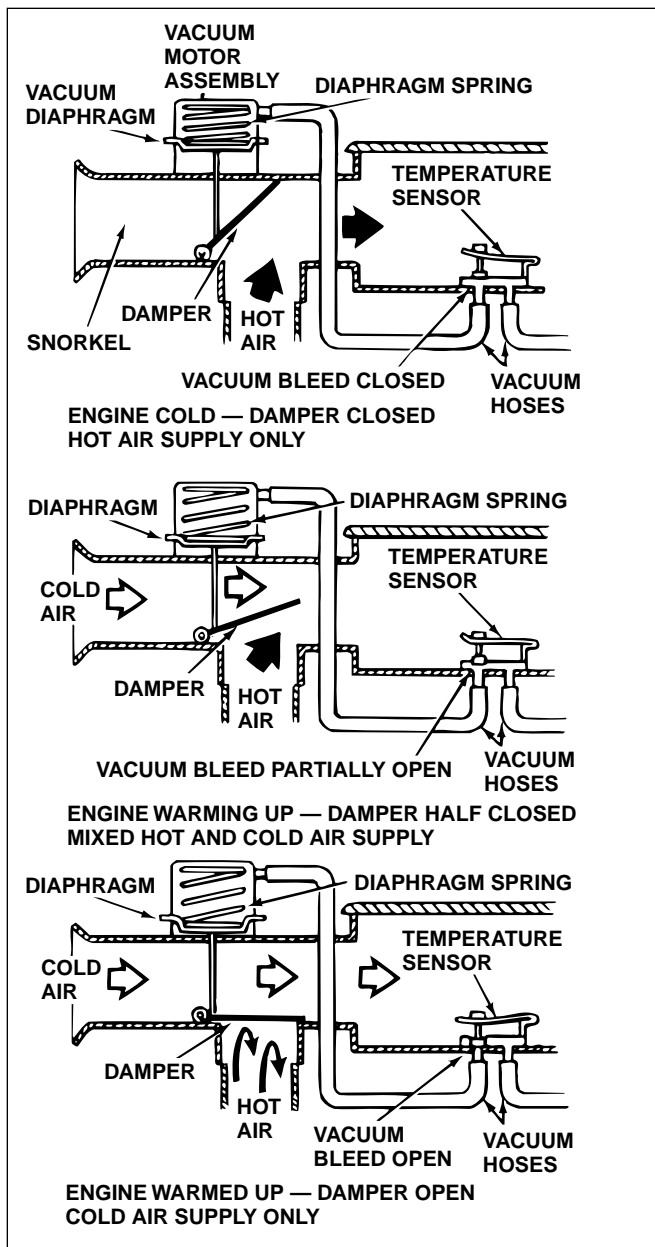 VACUUM
MOTOR
ASSEMBLY
DIAPHRAGM SPRING
VACUUM
DIAPHRAGM
TEMPERATURE
SENSOR
DAMPER
HOT
AIR
SNORKEL
VACUUM BLEED CLOSED
VACUUM
HOSES
ENGINE COLD — DAMPER CLOSED
HOT AIR SUPPLY ONLY
DIAPHRAGM
DIAPHRAGM SPRING
TEMPERATURE
SENSOR
COLD
AIR
DAMPER
HOT
AIR
VACUUM BLEED PARTIALLY OPEN
VACUUM
HOSES
ENGINE WARMING UP — DAMPER HALF CLOSED
MIXED HOT AND COLD AIR SUPPLY
DIAPHRAGM
DIAPHRAGM SPRING
TEMPERATURE
SENSOR
COLD
AIR
DAMPER
HOT
AIR
VACUUM
BLEED OPEN
VACUUM
HOSES
ENGINE WARMED UP — DAMPER OPEN
COLD AIR SUPPLY ONLY